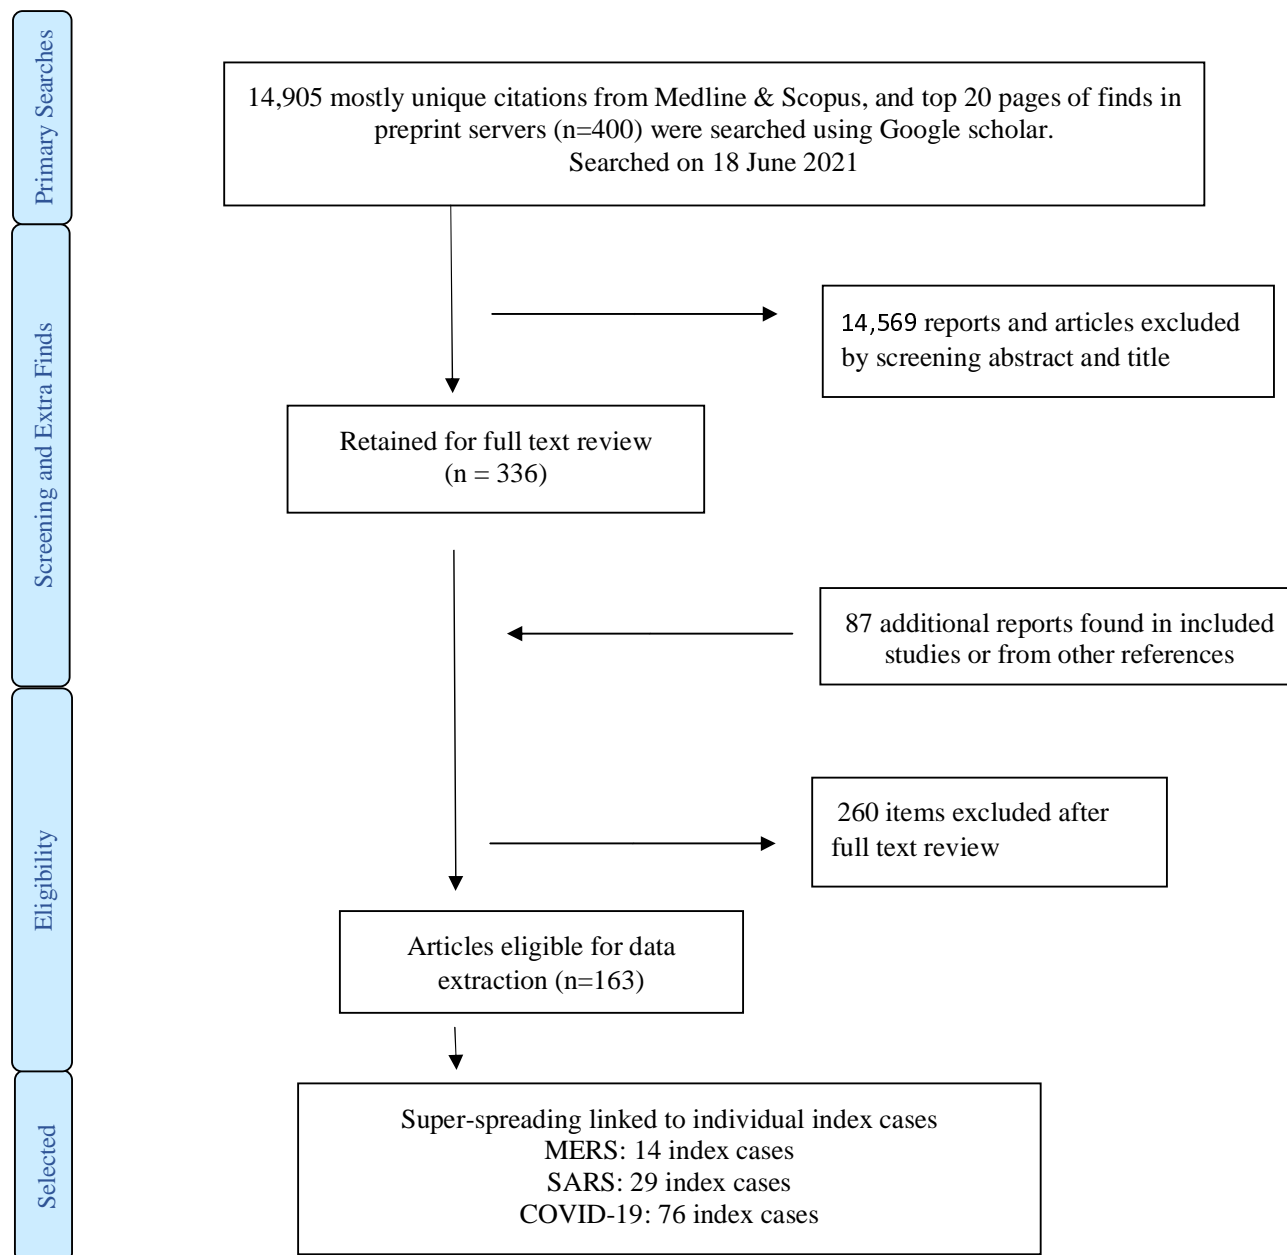 Primary Searches
14,905 mostly unique citations from Medline & Scopus, and top 20 pages of finds in
preprint servers (n=400) were searched using Google scholar.
Searched on 18 June 2021
Screening and Extra Finds
14,569 reports and articles excluded
by screening abstract and title
Retained for full text review
(n = 336)
87 additional reports found in included
studies or from other references
Eligibility
260 items excluded after
full text review
Articles eligible for data
extraction (n=163)
Selected
Super-spreading linked to individual index cases
MERS: 14 index cases
SARS: 29 index cases
COVID-19: 76 index cases